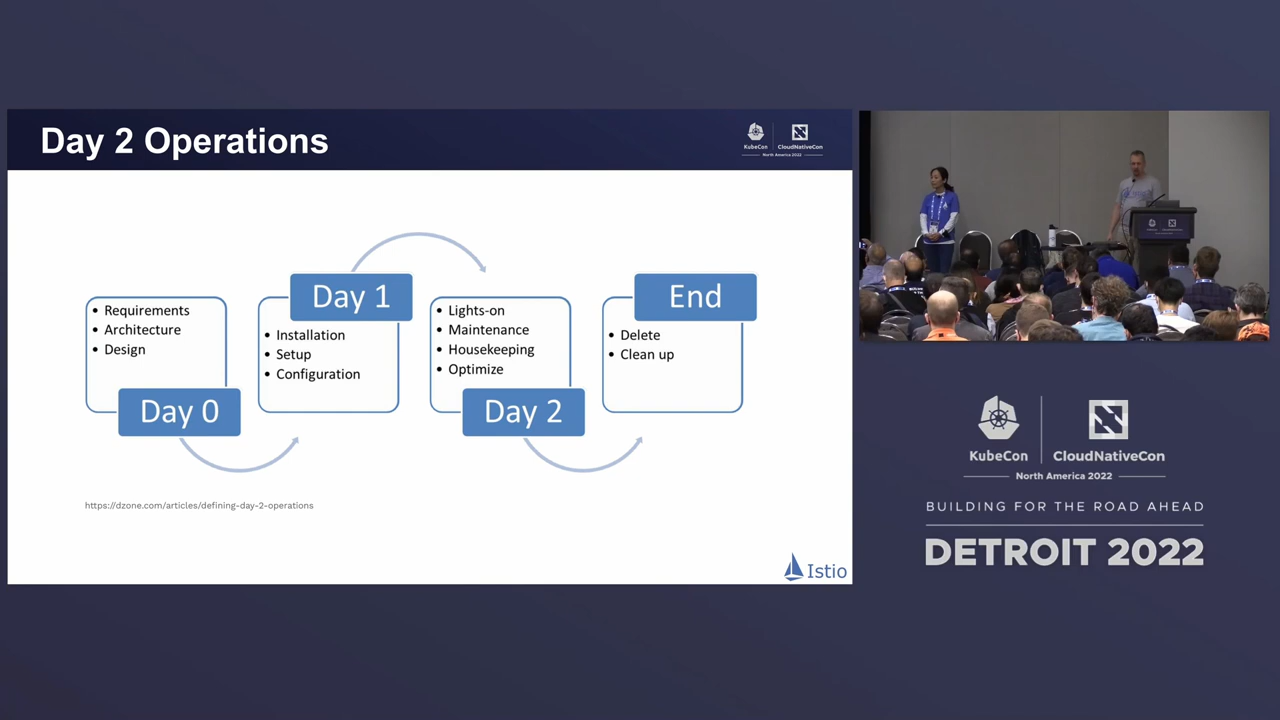 Day 2 Operations
KubeCon
CloudNativeCon
North America 2022
• Requirements
• Architecture
• Design
Day 0
Day 1
• Installation
• Setup
• Configuration
• Lights-on
• Maintenance
• Housekeeping
• Optimize
Day 2
End
• Delete
• Clean up
https://dzone.com/articles/defining-day-2-operations
Istio
KubeCon
CloudNativeCon
North America 2022
BUILDING FOR THE ROAD AHEAD
DETROIT 2022